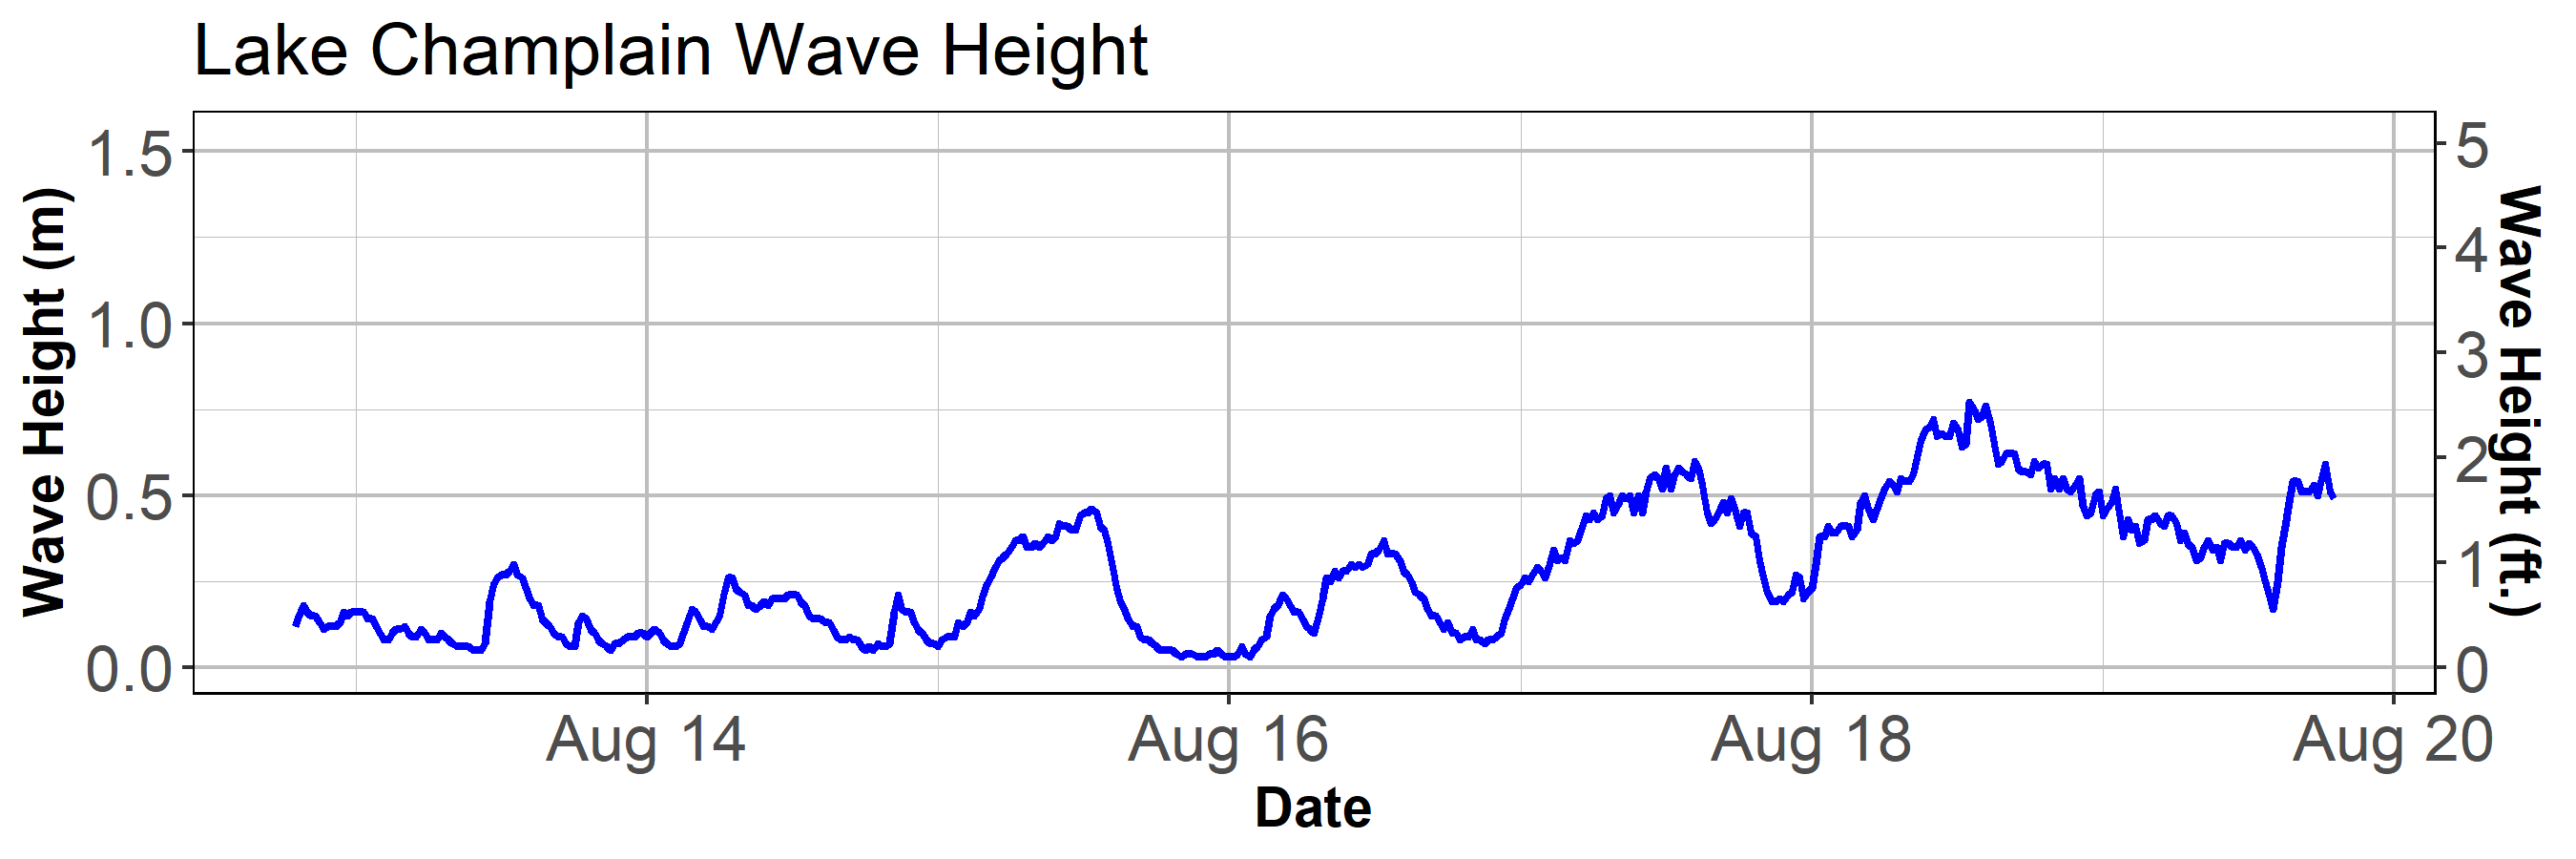 Lake Champlain Wave Height
Wave Height (m)
1.5
1.0
0.5
0.0
5
4
3
2
1
0
Wave Height (ft.)
Aug 14
Aug 16
Aug 18
Aug 20
Date